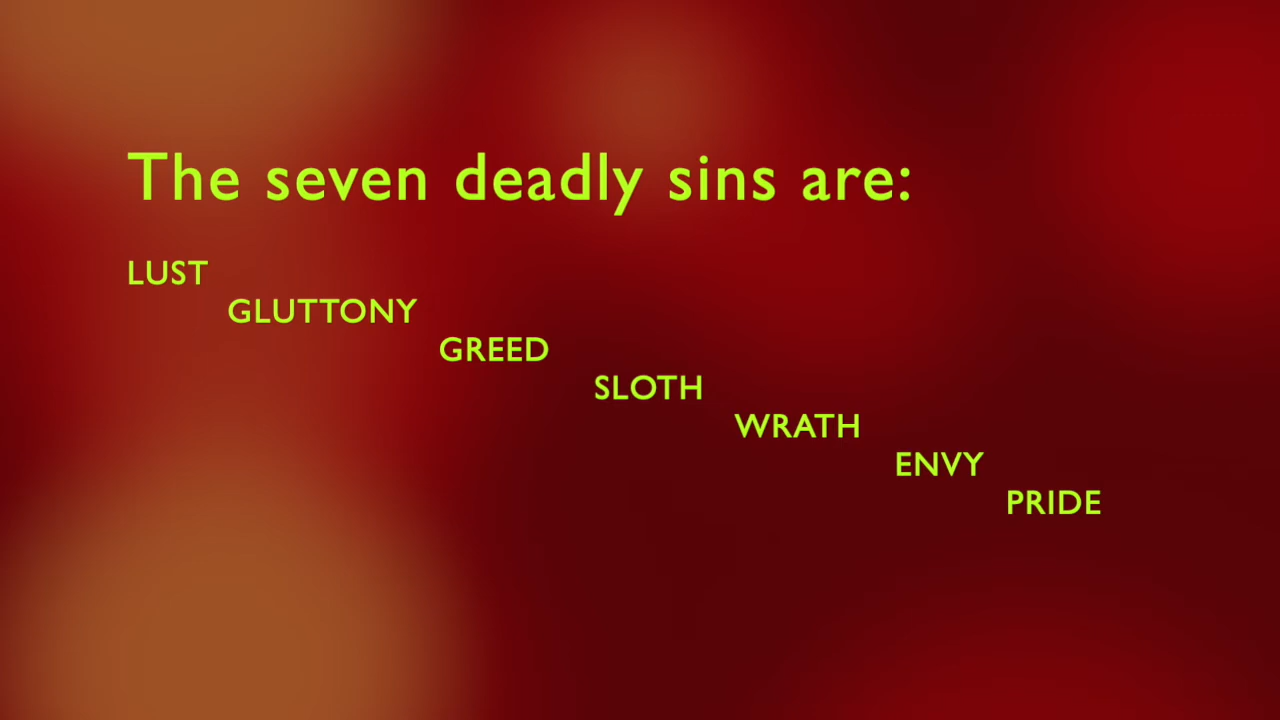 The seven deadly sins are:
LUST
GLUTTONY
GREED
SLOTH
WRATH
ENVY
PRIDE